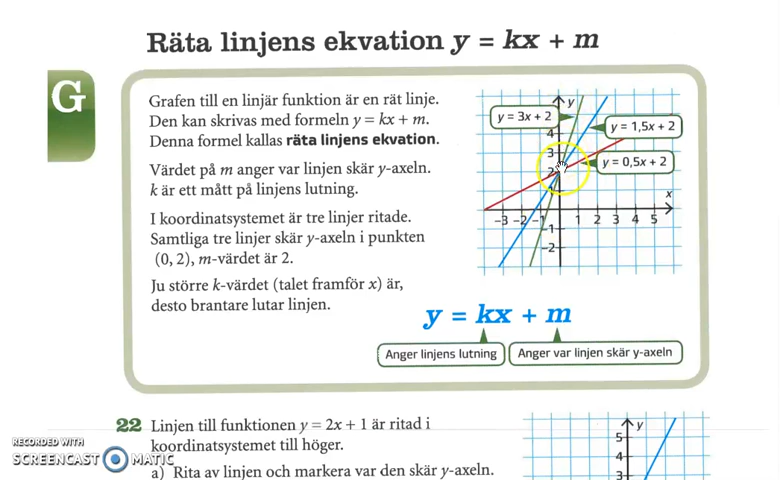 Räta linjens ekvation y = kx + m
G
Grafen till en linjär funktion är en rät linje.
Den kan skrivas med formeln y = kx + m.
Denna formel kallas räta linjens ekvation.
Värdet på m anger var linjen skär y-axeln.
k är ett mått på linjens lutning.
I koordinatsystemet är tre linjer ritade.
Samtliga tre linjer skär y-axeln i punkten
(0, 2), m-värdet är 2.
Ju större k-värdet (talet framför x) är,
desto brantare lutar linjen.
y
y = 3x + 2
y = 1,5x + 2
4
3
y = 0,5x + 2
2
x
−3 −2 −1 1 2 3 4 5
−1
−2
y = kx + m
Anger linjens lutning
Anger var linjen skär y-axeln
22 Linjen till funktionen y = 2x + 1 är ritad i
koordinatsystemet till höger.
a) Rita av linjen och markera var den skär y-axeln.
y
5
4
3
RECORDED WITH
SCREENCAST MATIC